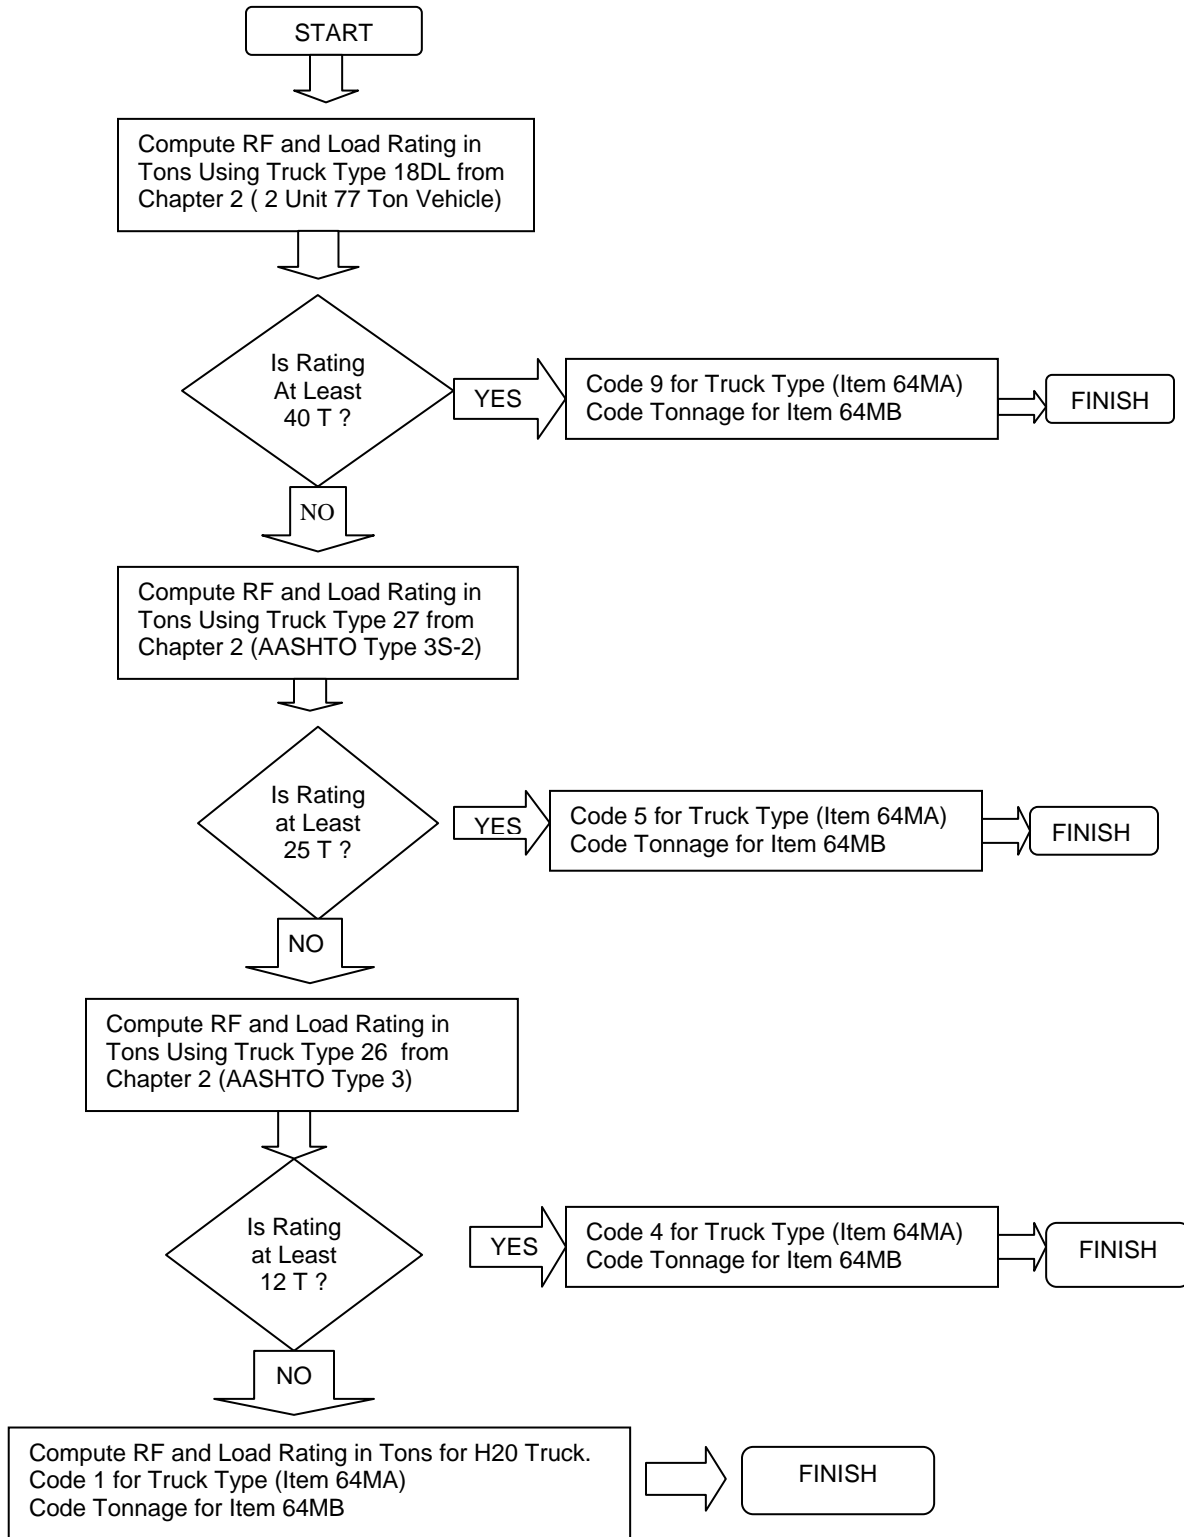 START
Compute RF and Load Rating in
Tons Using Truck Type 18DL from
Chapter 2 ( 2 Unit 77 Ton Vehicle)
Is Rating
At Least
40 T ?
YES
Code 9 for Truck Type (Item 64MA)
Code Tonnage for Item 64MB
FINISH
NO
Compute RF and Load Rating in
Tons Using Truck Type 27 from
Chapter 2 (AASHTO Type 3S-2)
Is Rating
at Least
25 T ?
YES
Code 5 for Truck Type (Item 64MA)
Code Tonnage for Item 64MB
FINISH
NO
Compute RF and Load Rating in
Tons Using Truck Type 26 from
Chapter 2 (AASHTO Type 3)
Is Rating
at Least
12 T ?
YES
Code 4 for Truck Type (Item 64MA)
Code Tonnage for Item 64MB
FINISH
NO
Compute RF and Load Rating in Tons for H20 Truck.
Code 1 for Truck Type (Item 64MA)
Code Tonnage for Item 64MB
FINISH